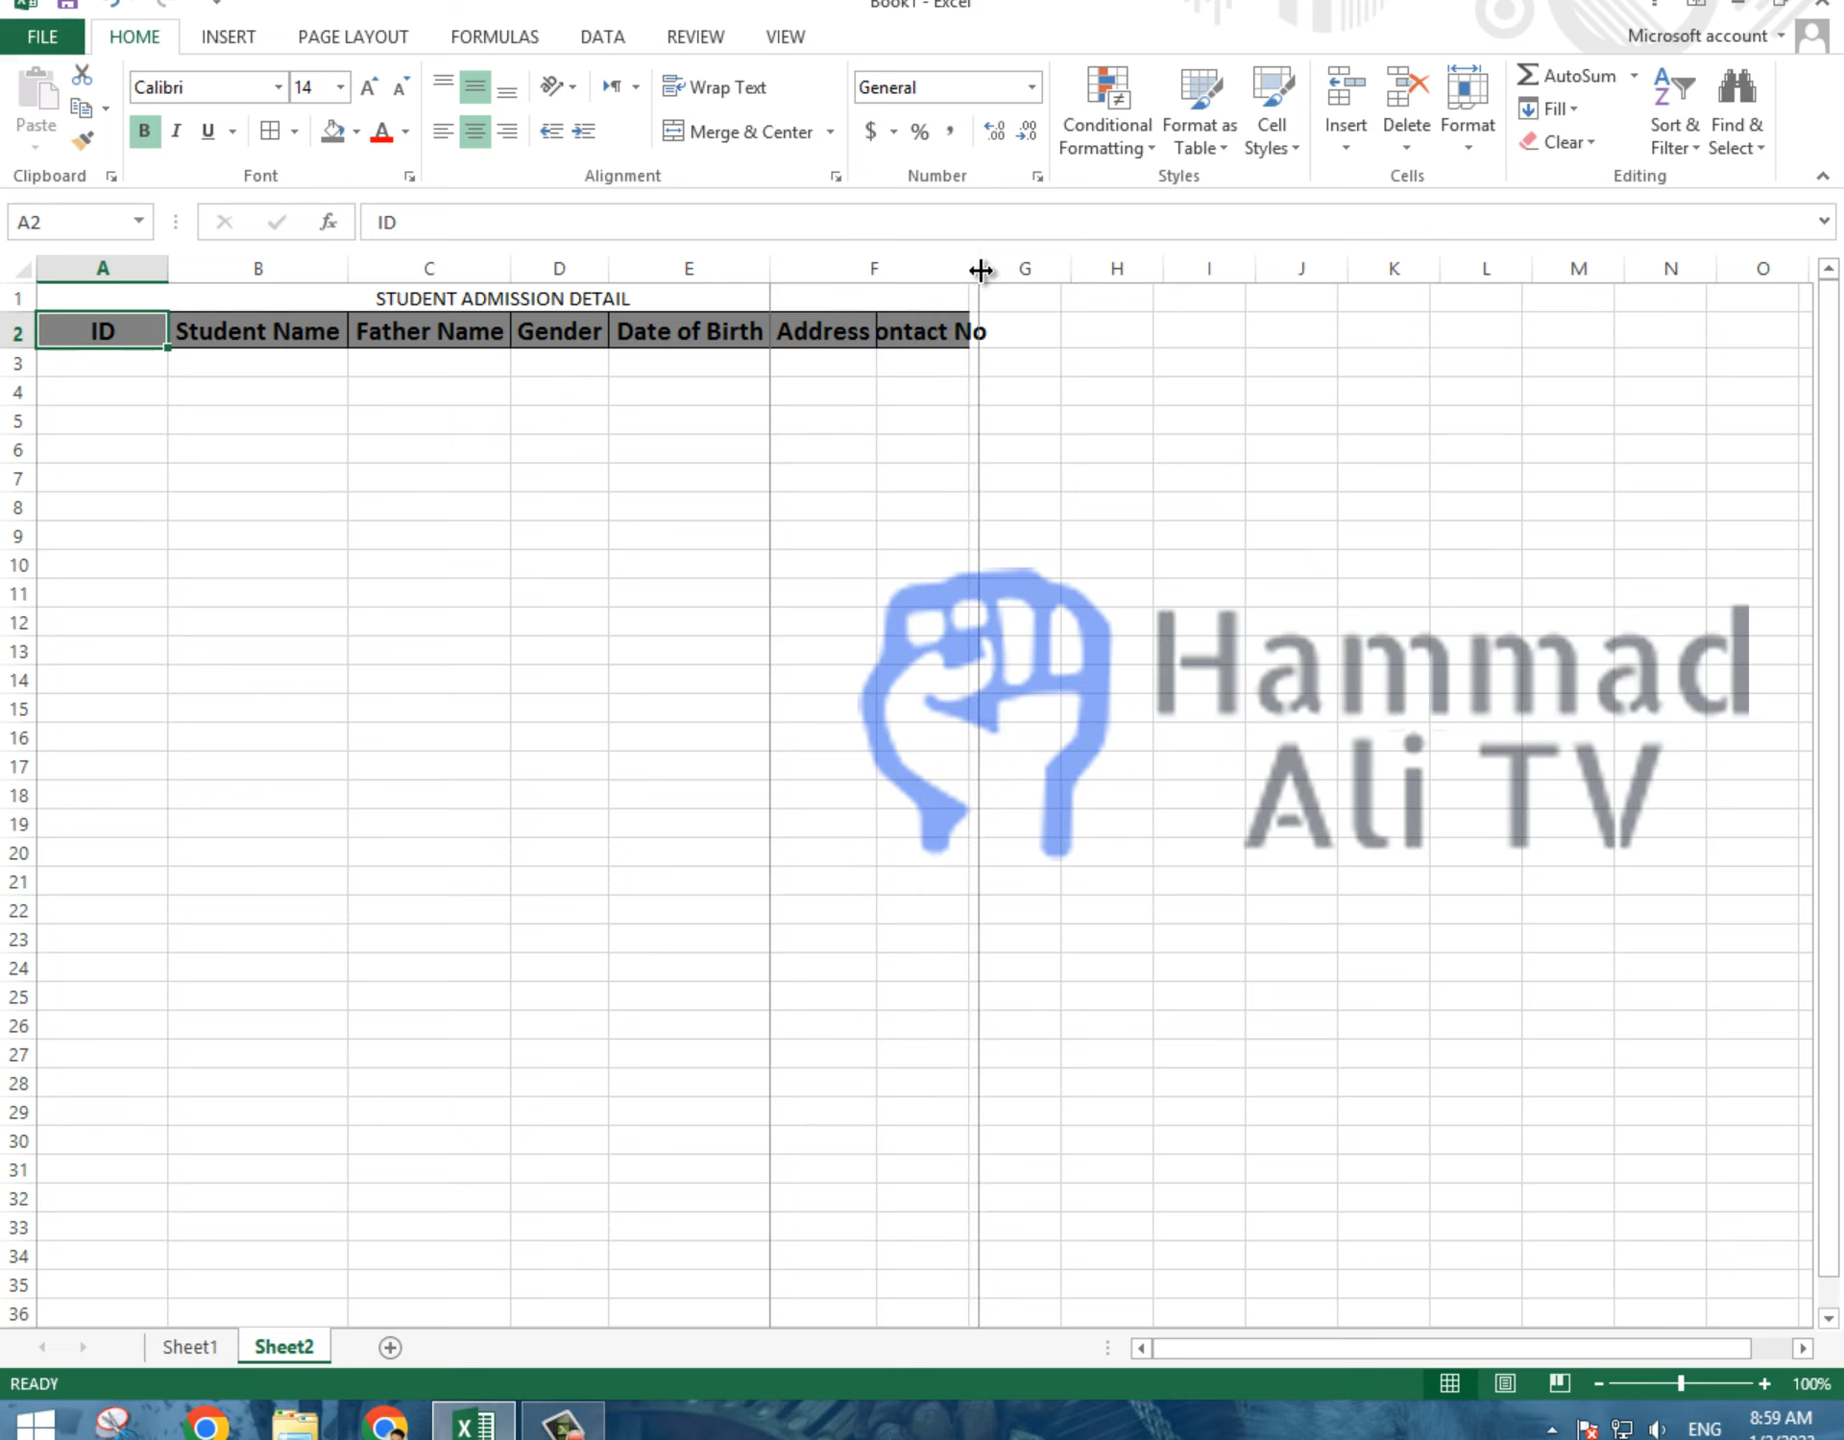 Book1 - Excel
FILE HOME INSERT PAGE LAYOUT FORMULAS DATA REVIEW VIEW Microsoft account
Calibri 14 Wrap Text General AutoSum
Paste B I U Merge & Center $ % , Conditional Formatting Format as Table Cell Styles Insert Delete Format Fill Clear Sort & Filter Find & Select
Clipboard Font Alignment Number Styles Cells Editing
A2 fx ID
A B C D E F G H I J K L M N O
1 STUDENT ADMISSION DETAIL
2 ID Student Name Father Name Gender Date of Birth Address ontact No
3
4
5
6
7
8
9
10
11
12
13
14
15
16
17
18
19
20
21
22
23
24
25
26
27
28
29
30
31
32
33
34
35
36
Hammad
Ali TV
Sheet1 Sheet2
READY 100%
ENG 8:59 AM